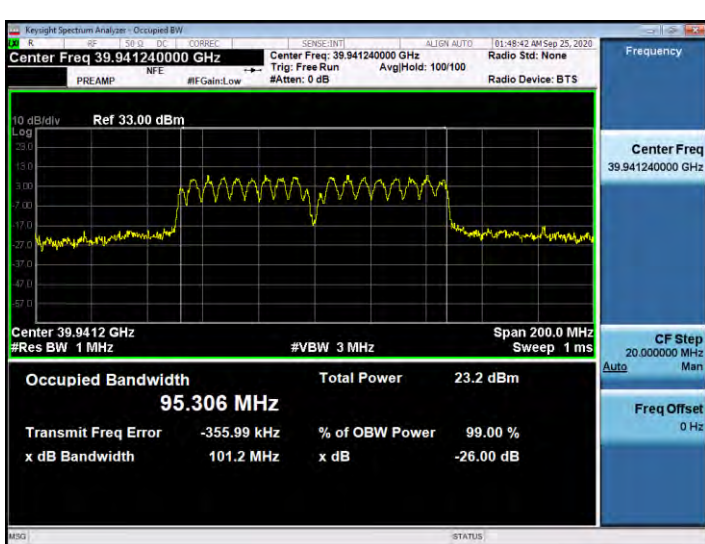 Keysight Spectrum Analyzer - Occupied BW
LXI R RF 50 Ω DC CORREC SENSE:INT ALIGN AUTO 01:48:42 AM Sep 25, 2020
Center Freq 39.941240000 GHz Center Freq: 39.941240000 GHz Radio Std: None Frequency
NFE Trig: Free Run Avg|Hold: 100/100
PREAMP #IFGain:Low #Atten: 0 dB Radio Device: BTS
10 dB/div Ref 33.00 dBm
Log
23.0
13.0
3.00
-7.00
-17.0
-27.0
-37.0
-47.0
-57.0
Center 39.9412 GHz Span 200.0 MHz
#Res BW 1 MHz #VBW 3 MHz Sweep 1 ms
Occupied Bandwidth Total Power 23.2 dBm
95.306 MHz
Transmit Freq Error -355.99 kHz % of OBW Power 99.00 %
x dB Bandwidth 101.2 MHz x dB -26.00 dB
Center Freq
39.941240000 GHz
CF Step
20.000000 MHz
Auto Man
Freq Offset
0 Hz
MSG STATUS